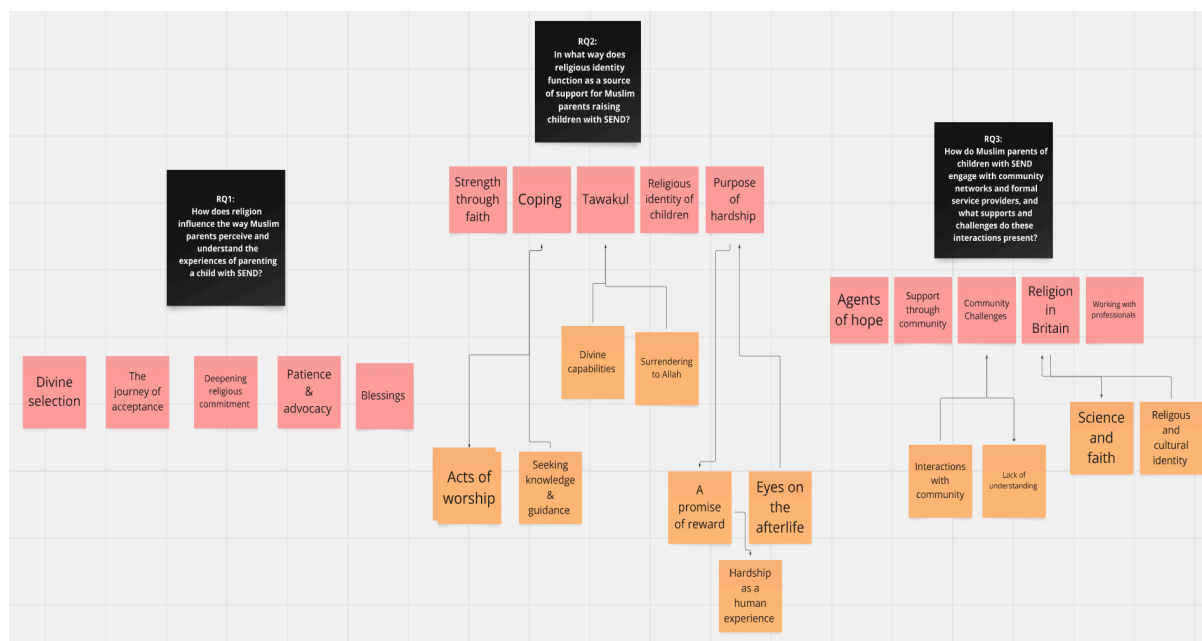 RQ1:
How does religion
influence the way Muslim
parents perceive and
understand the
experiences of parenting
a child with SEND?
Divine
selection
The
journey of
acceptance
Deepening
religious
commitment
Patience
&
advocacy
Blessings
RQ2:
In what way does
religious identity
function as a source
of support for Muslim
parents raising
children with SEND?
Strength
through
faith
Coping
Tawakul
Religious
identity of
children
Purpose
of
hardship
Divine
capabilities
Surrendering
to Allah
Acts of
worship
Seeking
knowledge
&
guidance
A
promise
of reward
Eyes on
the
afterlife
Hardship
as a
human
experience
RQ3:
How do Muslim parents of
children with SEND
engage with community
networks and formal
service providers, and
what supports and
challenges do these
interactions present?
Agents
of hope
Support
through
community
Community
Challenges
Religion
in
Britain
Working with
professionals
Interactions
with
community
Lack of
understanding
Science
and
faith
Religous
and
cultural
identity